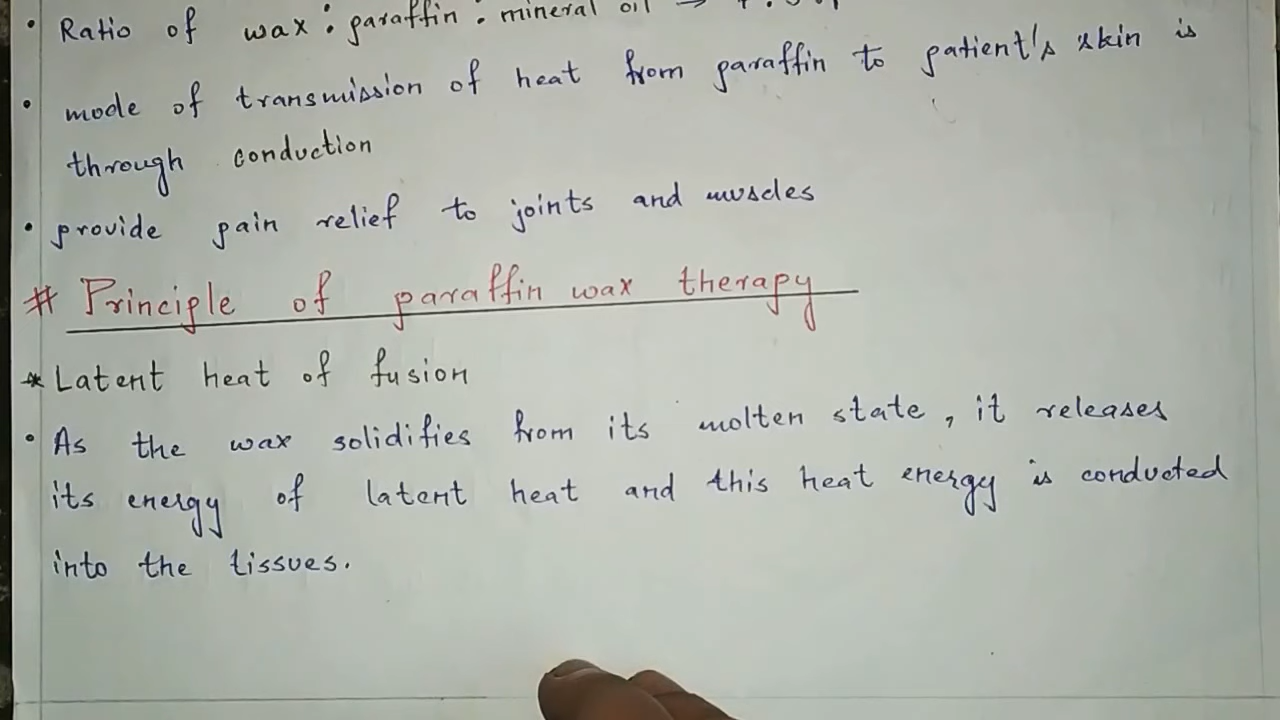 • Ratio of wax : paraffin : mineral oil →
• mode of transmission of heat from paraffin to patient's skin is
through conduction
• provide pain relief to joints and muscles
# Principle of paraffin wax therapy
* Latent heat of fusion
• As the wax solidifies from its molten state, it releases
its energy of latent heat and this heat energy is conducted
into the tissues.